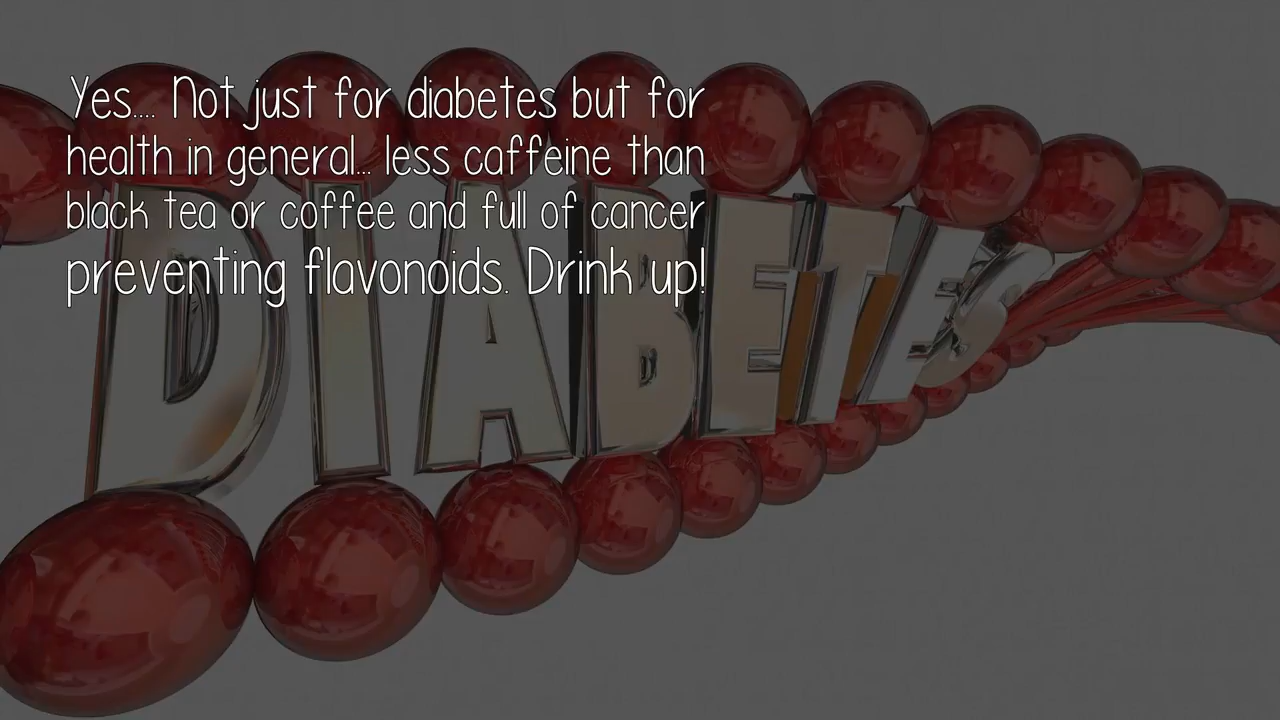 Yes.... Not just for diabetes but for
health in general... less caffeine than
black tea or coffee and full of cancer
preventing flavonoids. Drink up!
DIABETES